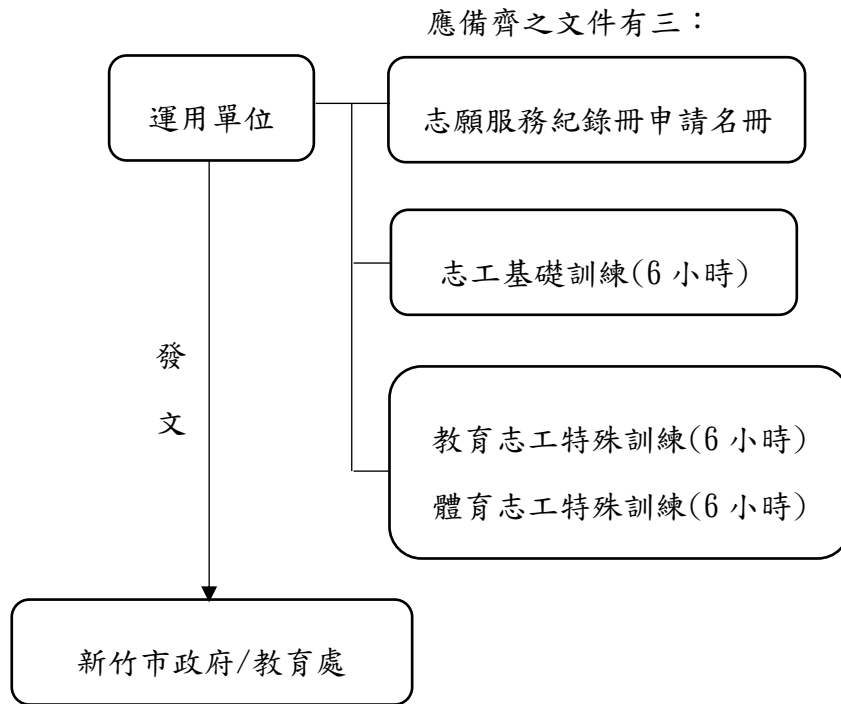 應備齊之文件有三：
運用單位
志願服務紀錄冊申請名冊
志工基礎訓練(6 小時)
發
文
教育志工特殊訓練(6 小時)
體育志工特殊訓練(6 小時)
新竹市政府/教育處